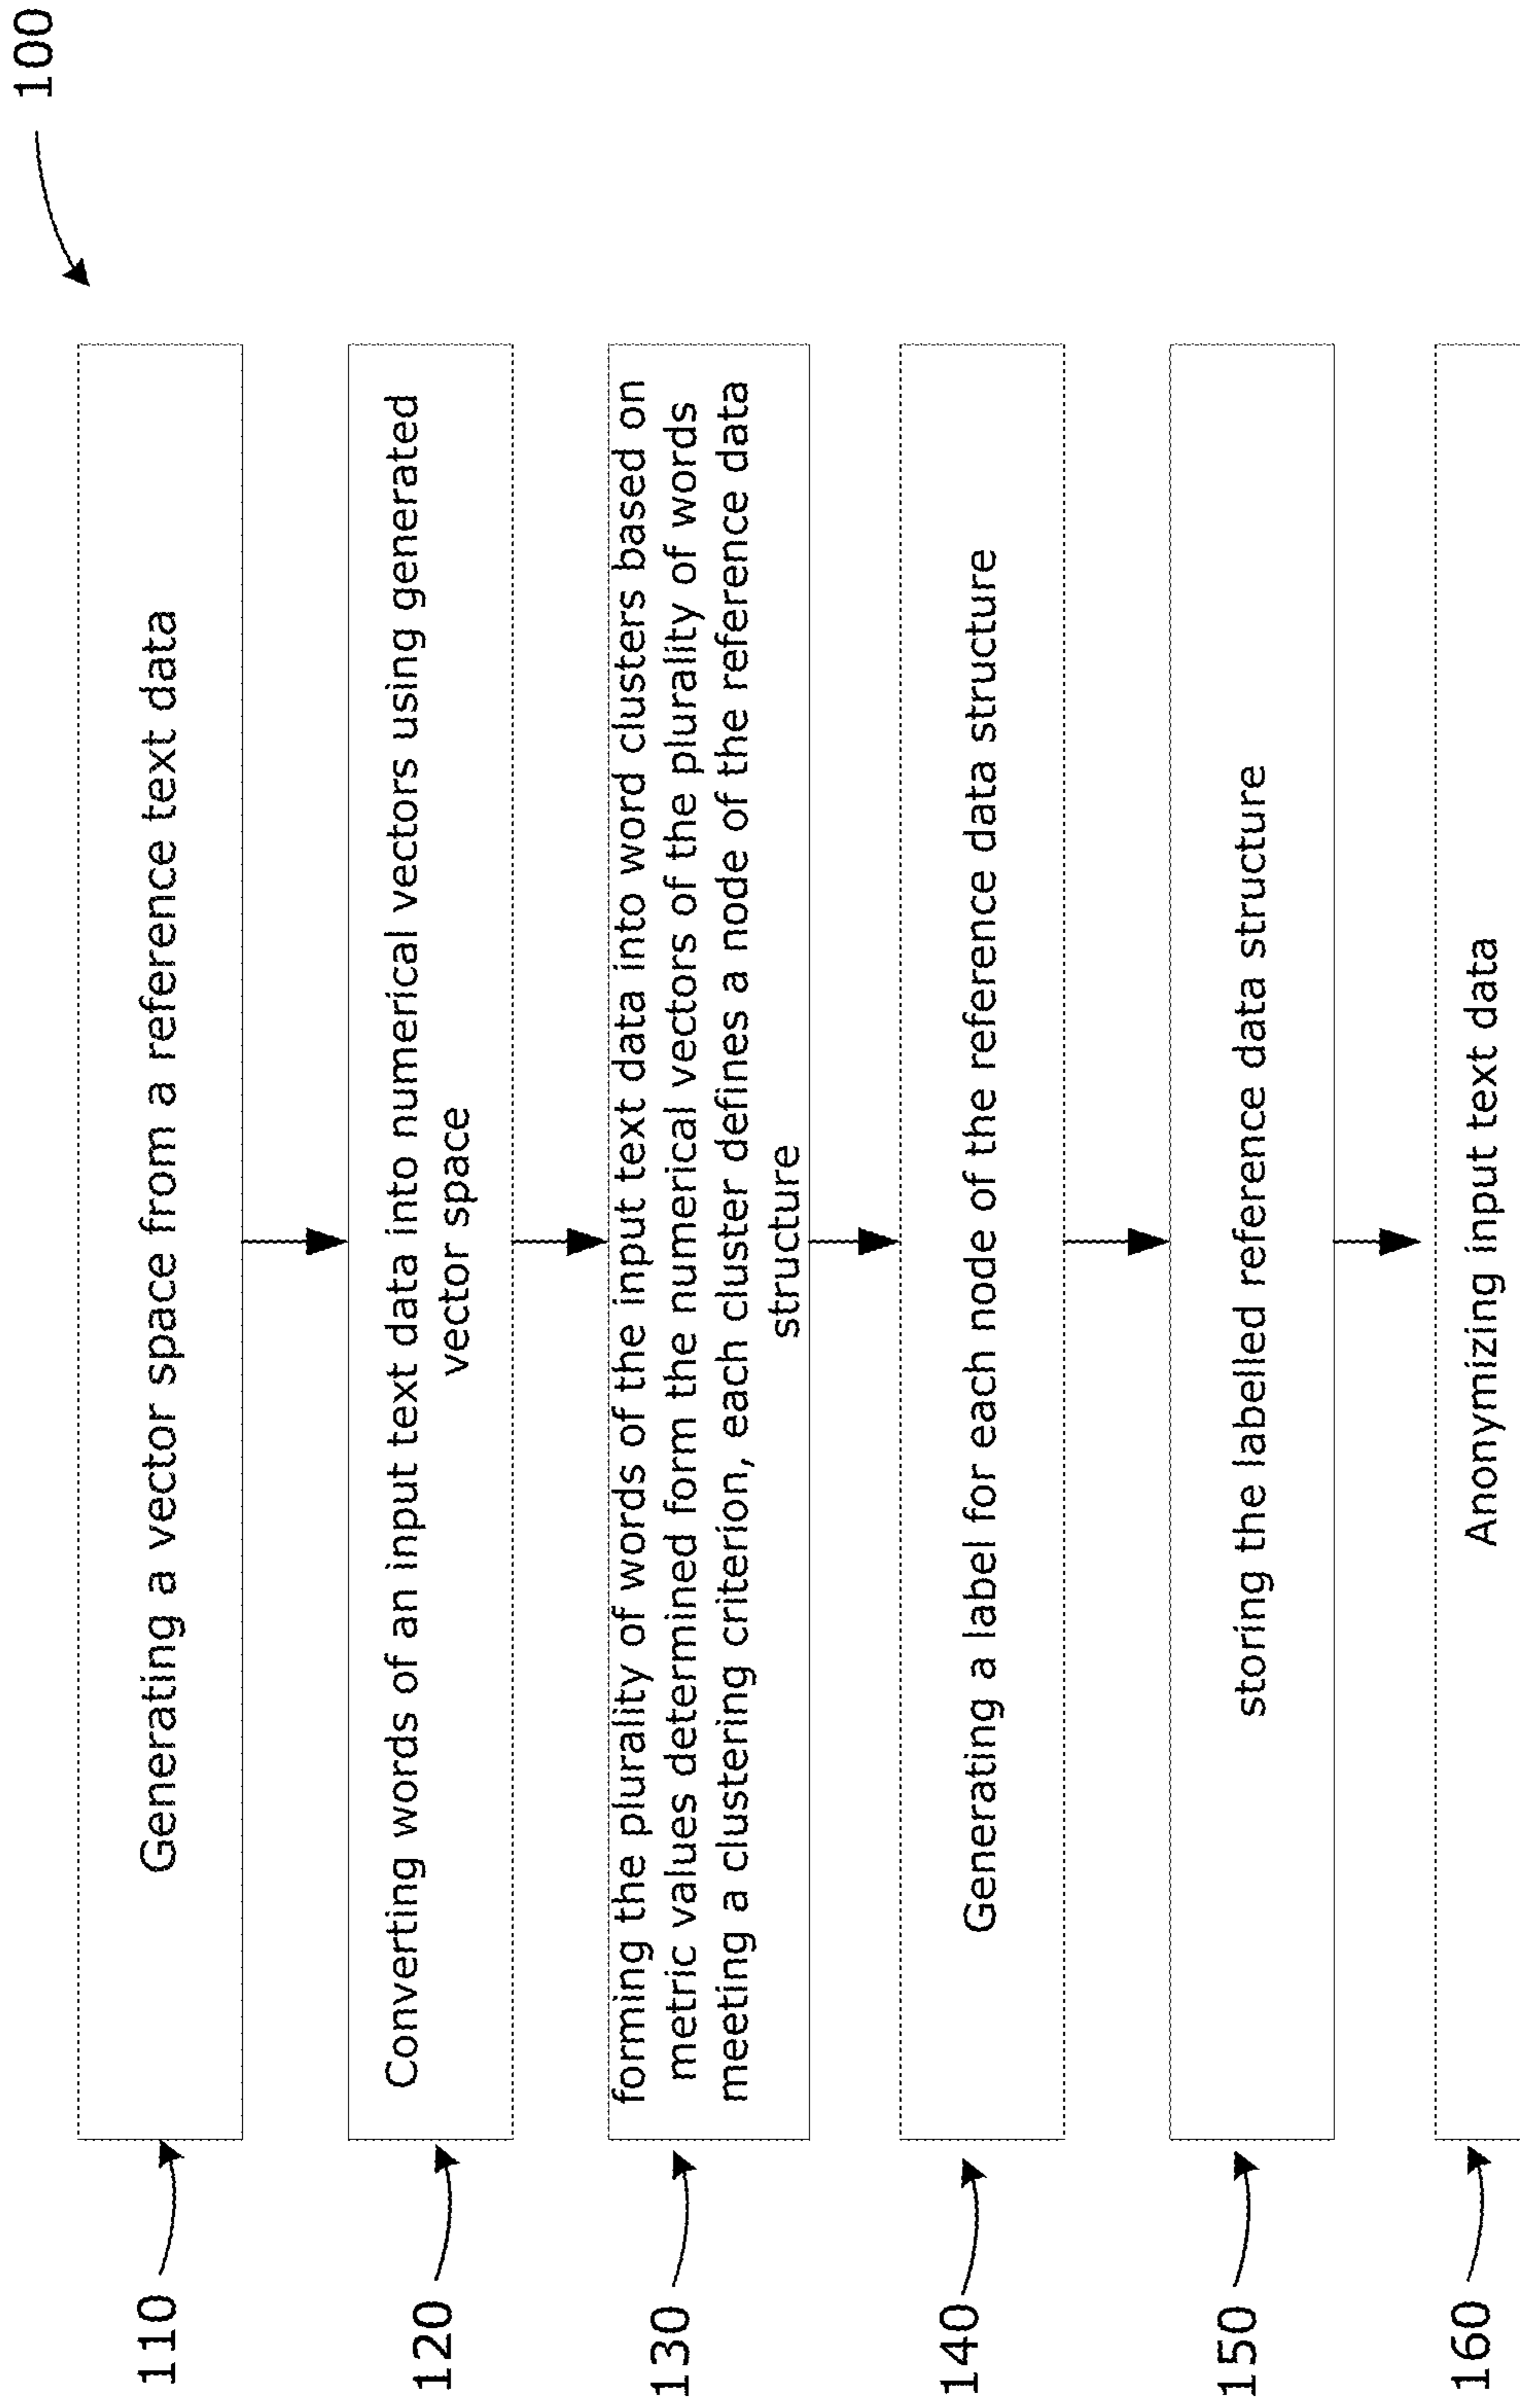 100
110
Generating a vector space from a reference text data
120
Converting words of an input text data into numerical vectors using generated
vector space
130
forming the plurality of words of the input text data into word clusters based on
metric values determined form the numerical vectors of the plurality of words
meeting a clustering criterion, each cluster defines a node of the reference data
structure
140
Generating a label for each node of the reference data structure
150
storing the labelled reference data structure
160
Anonymizing input text data